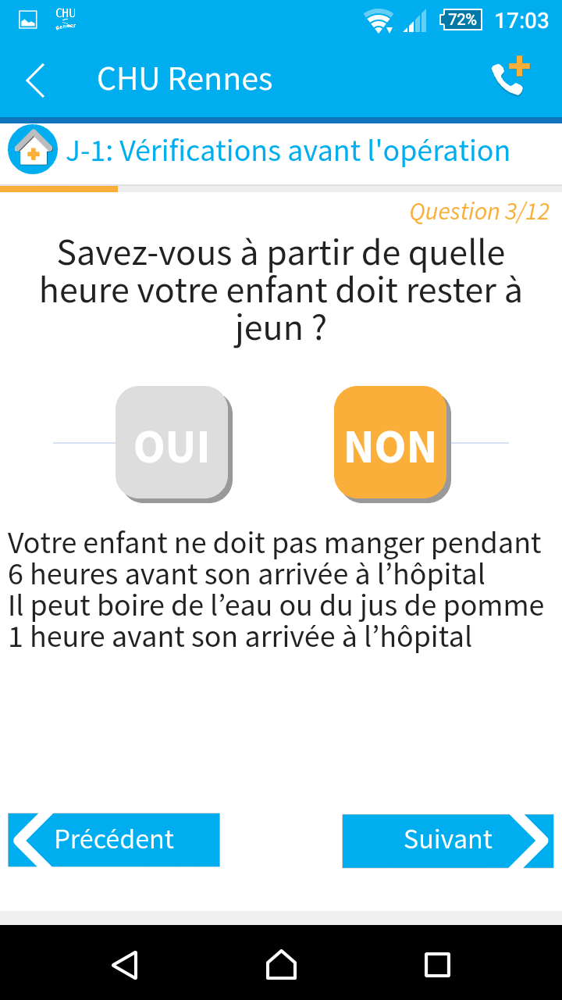 CHU
Rennes
72%
17:03
CHU Rennes
J-1: Vérifications avant l'opération
Question 3/12
Savez-vous à partir de quelle
heure votre enfant doit rester à
jeun ?
OUI
NON
Votre enfant ne doit pas manger pendant
6 heures avant son arrivée à l’hôpital
Il peut boire de l’eau ou du jus de pomme
1 heure avant son arrivée à l’hôpital
Précédent
Suivant